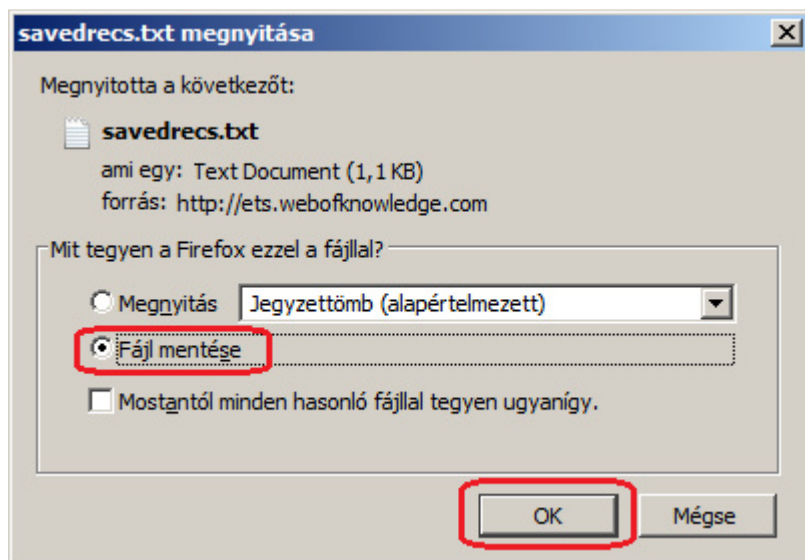 savedrecs.txt megnyitása
Megnyitotta a következőt:
savedrecs.txt
ami egy: Text Document (1,1 KB)
forrás: http://ets.webofknowledge.com
Mit tegyen a Firefox ezzel a fájllal?
Megnyitás Jegyzettömb (alapértelmezett)
Fájl mentése
Mostantól minden hasonló fájllal tegyen ugyanígy.
OK Mégse